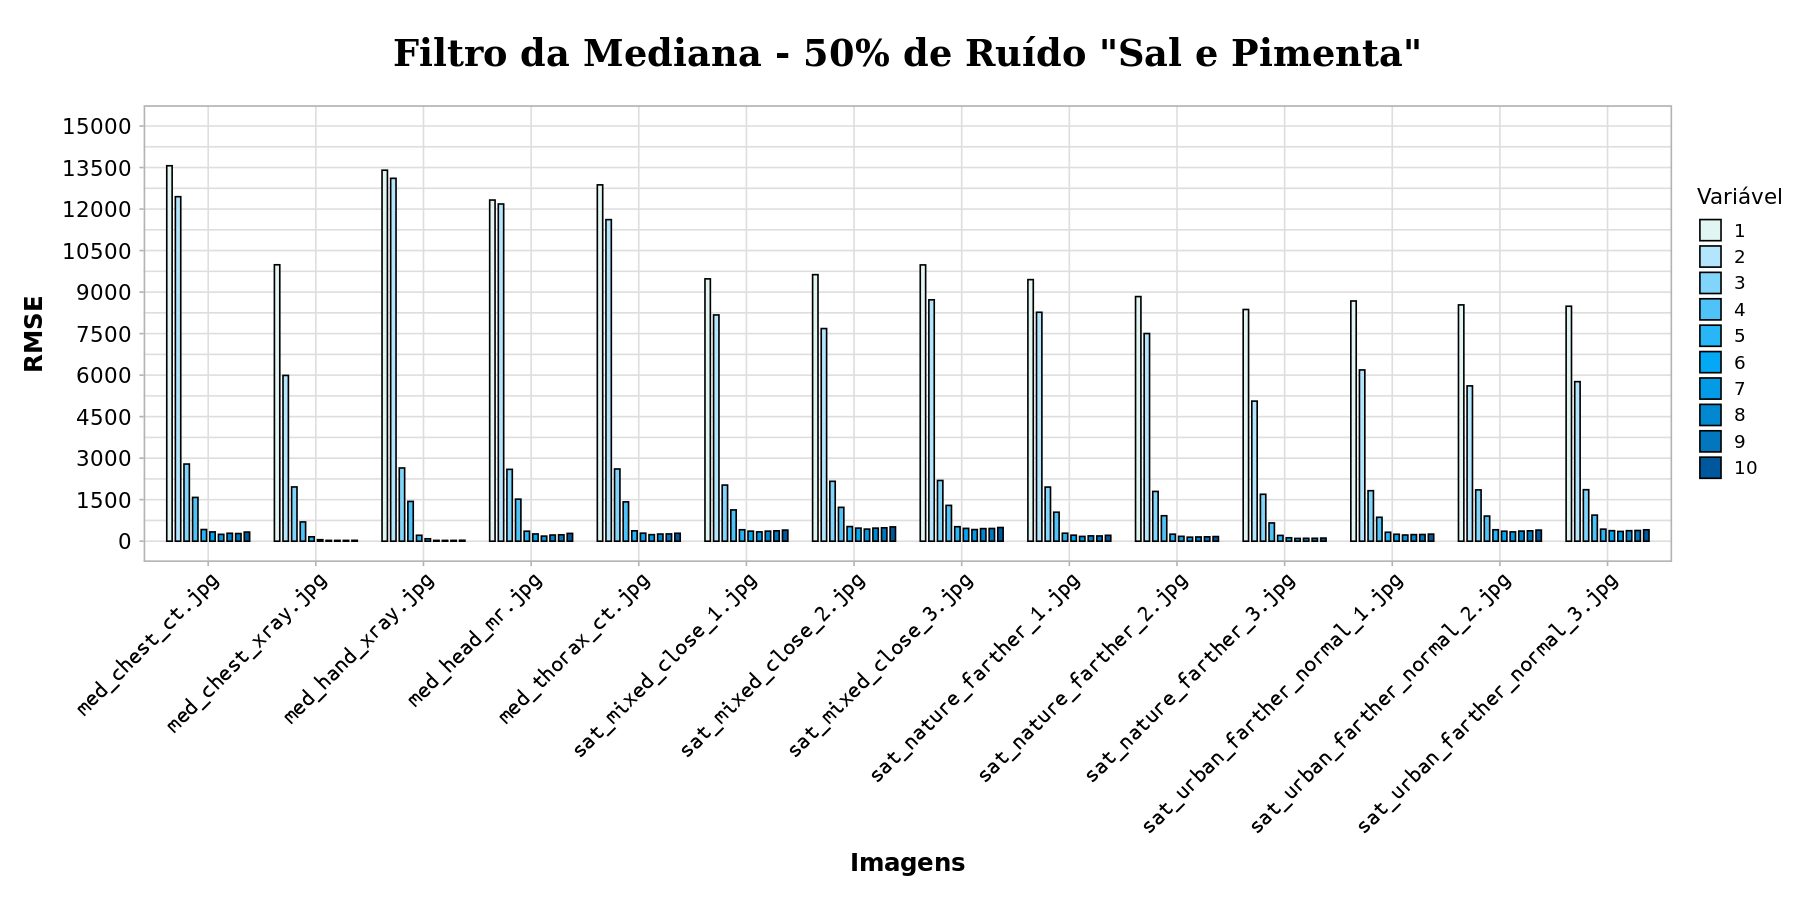 Filtro da Mediana - 50% de Ruído "Sal e Pimenta"
15000
13500
12000
10500
9000
7500
6000
4500
3000
1500
0
RMSE
Variável
1
2
3
4
5
6
7
8
9
10
med_chest_ct.jpg
med_chest_xray.jpg
med_hand_xray.jpg
med_head_mr.jpg
med_thorax_ct.jpg
sat_mixed_close_1.jpg
sat_mixed_close_2.jpg
sat_mixed_close_3.jpg
sat_nature_farther_1.jpg
sat_nature_farther_2.jpg
sat_nature_farther_3.jpg
sat_urban_farther_normal_1.jpg
sat_urban_farther_normal_2.jpg
sat_urban_farther_normal_3.jpg
Imagens